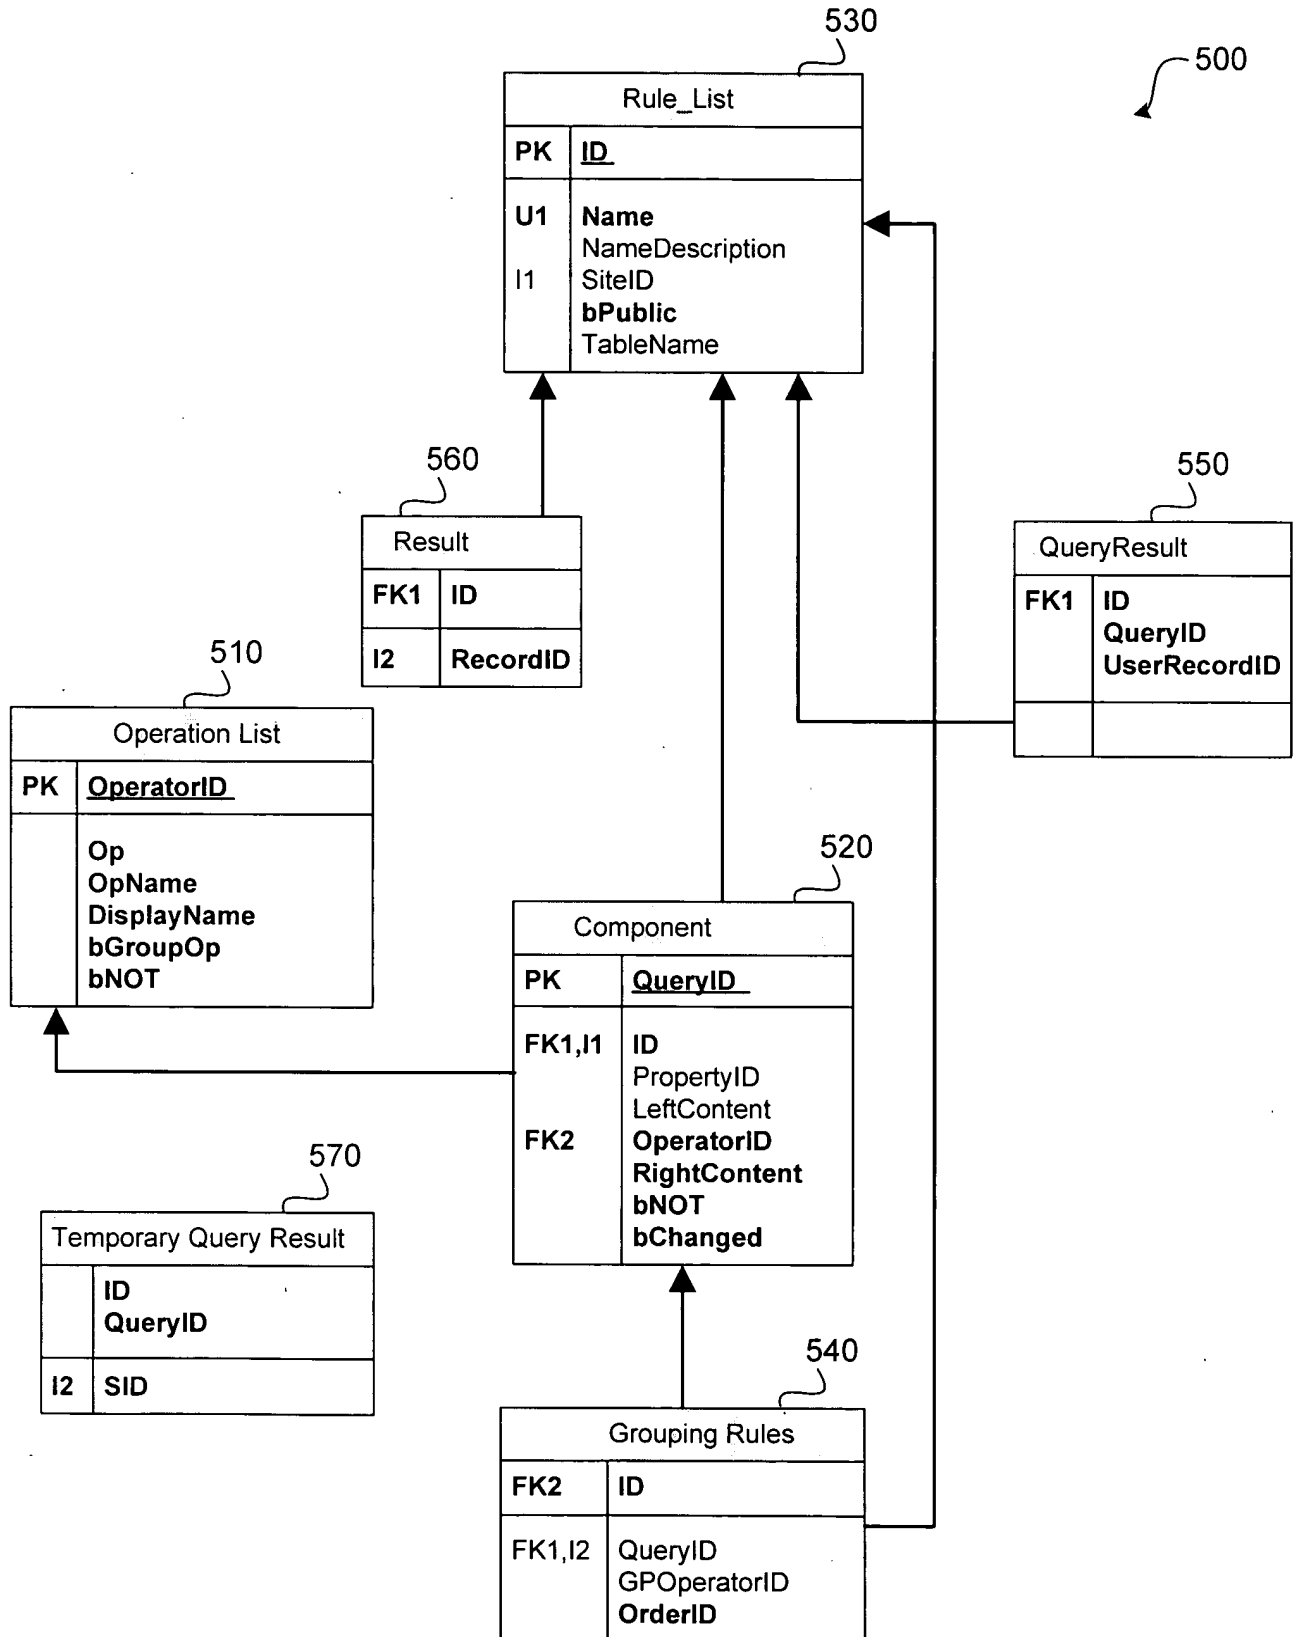 530
500
Rule_List
PK ID
U1 Name
NameDescription
I1 SiteID
bPublic
TableName
560
Result
FK1 ID
I2 RecordID
550
QueryResult
FK1 ID
QueryID
UserRecordID
510
Operation List
PK OperatorID
Op
OpName
DisplayName
bGroupOp
bNOT
520
Component
PK QueryID
FK1,I1 ID
PropertyID
LeftContent
FK2 OperatorID
RightContent
bNOT
bChanged
570
Temporary Query Result
ID
QueryID
I2 SID
540
Grouping Rules
FK2 ID
FK1,I2 QueryID
GPOperatorID
OrderID